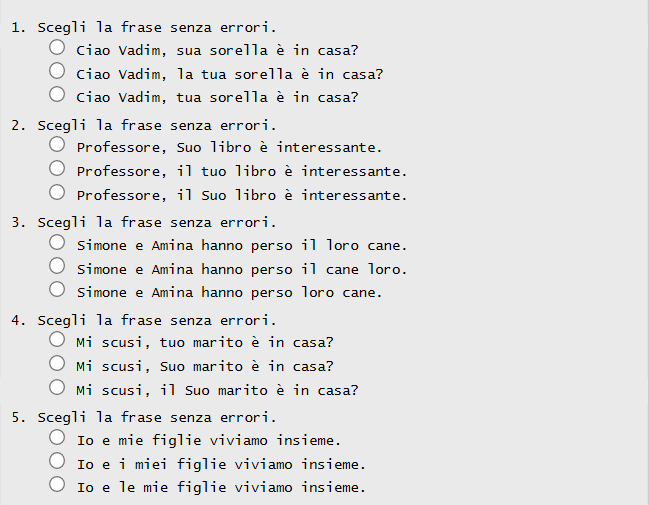 1. Scegli la frase senza errori.
Ciao Vadim, sua sorella è in casa?
Ciao Vadim, la tua sorella è in casa?
Ciao Vadim, tua sorella è in casa?
2. Scegli la frase senza errori.
Professore, Suo libro è interessante.
Professore, il tuo libro è interessante.
Professore, il Suo libro è interessante.
3. Scegli la frase senza errori.
Simone e Amina hanno perso il loro cane.
Simone e Amina hanno perso il cane loro.
Simone e Amina hanno perso loro cane.
4. Scegli la frase senza errori.
Mi scusi, tuo marito è in casa?
Mi scusi, Suo marito è in casa?
Mi scusi, il Suo marito è in casa?
5. Scegli la frase senza errori.
Io e mie figlie viviamo insieme.
Io e i miei figlie viviamo insieme.
Io e le mie figlie viviamo insieme.